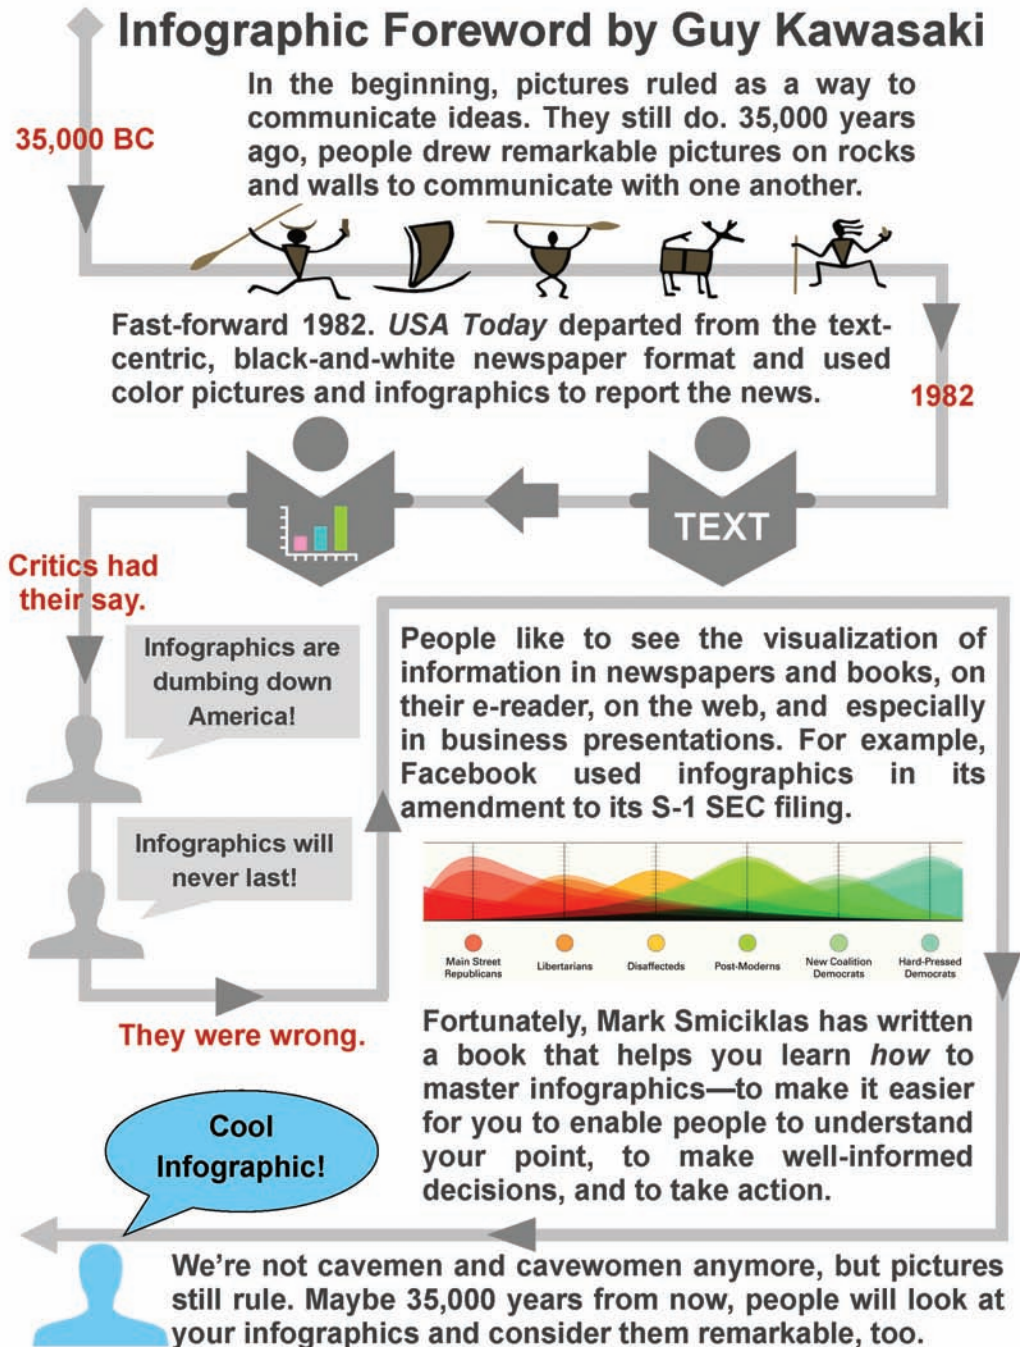 Infographic Foreword by Guy Kawasaki
35,000 BC
In the beginning, pictures ruled as a way to
communicate ideas. They still do. 35,000 years
ago, people drew remarkable pictures on rocks
and walls to communicate with one another.
Fast-forward 1982. USA Today departed from the text-
centric, black-and-white newspaper format and used
color pictures and infographics to report the news.
1982
TEXT
Critics had
their say.
Infographics are
dumbing down
America!
Infographics will
never last!
They were wrong.
People like to see the visualization of
information in newspapers and books, on
their e-reader, on the web, and especially
in business presentations. For example,
Facebook used infographics in its
amendment to its S-1 SEC filing.
Main Street
Republicans
Libertarians
Disaffecteds
Post-Moderns
New Coalition
Democrats
Hard-Pressed
Democrats
Fortunately, Mark Smiciklas has written
a book that helps you learn how to
master infographics—to make it easier
for you to enable people to understand
your point, to make well-informed
decisions, and to take action.
Cool
Infographic!
We're not cavemen and cavewomen anymore, but pictures
still rule. Maybe 35,000 years from now, people will look at
your infographics and consider them remarkable, too.